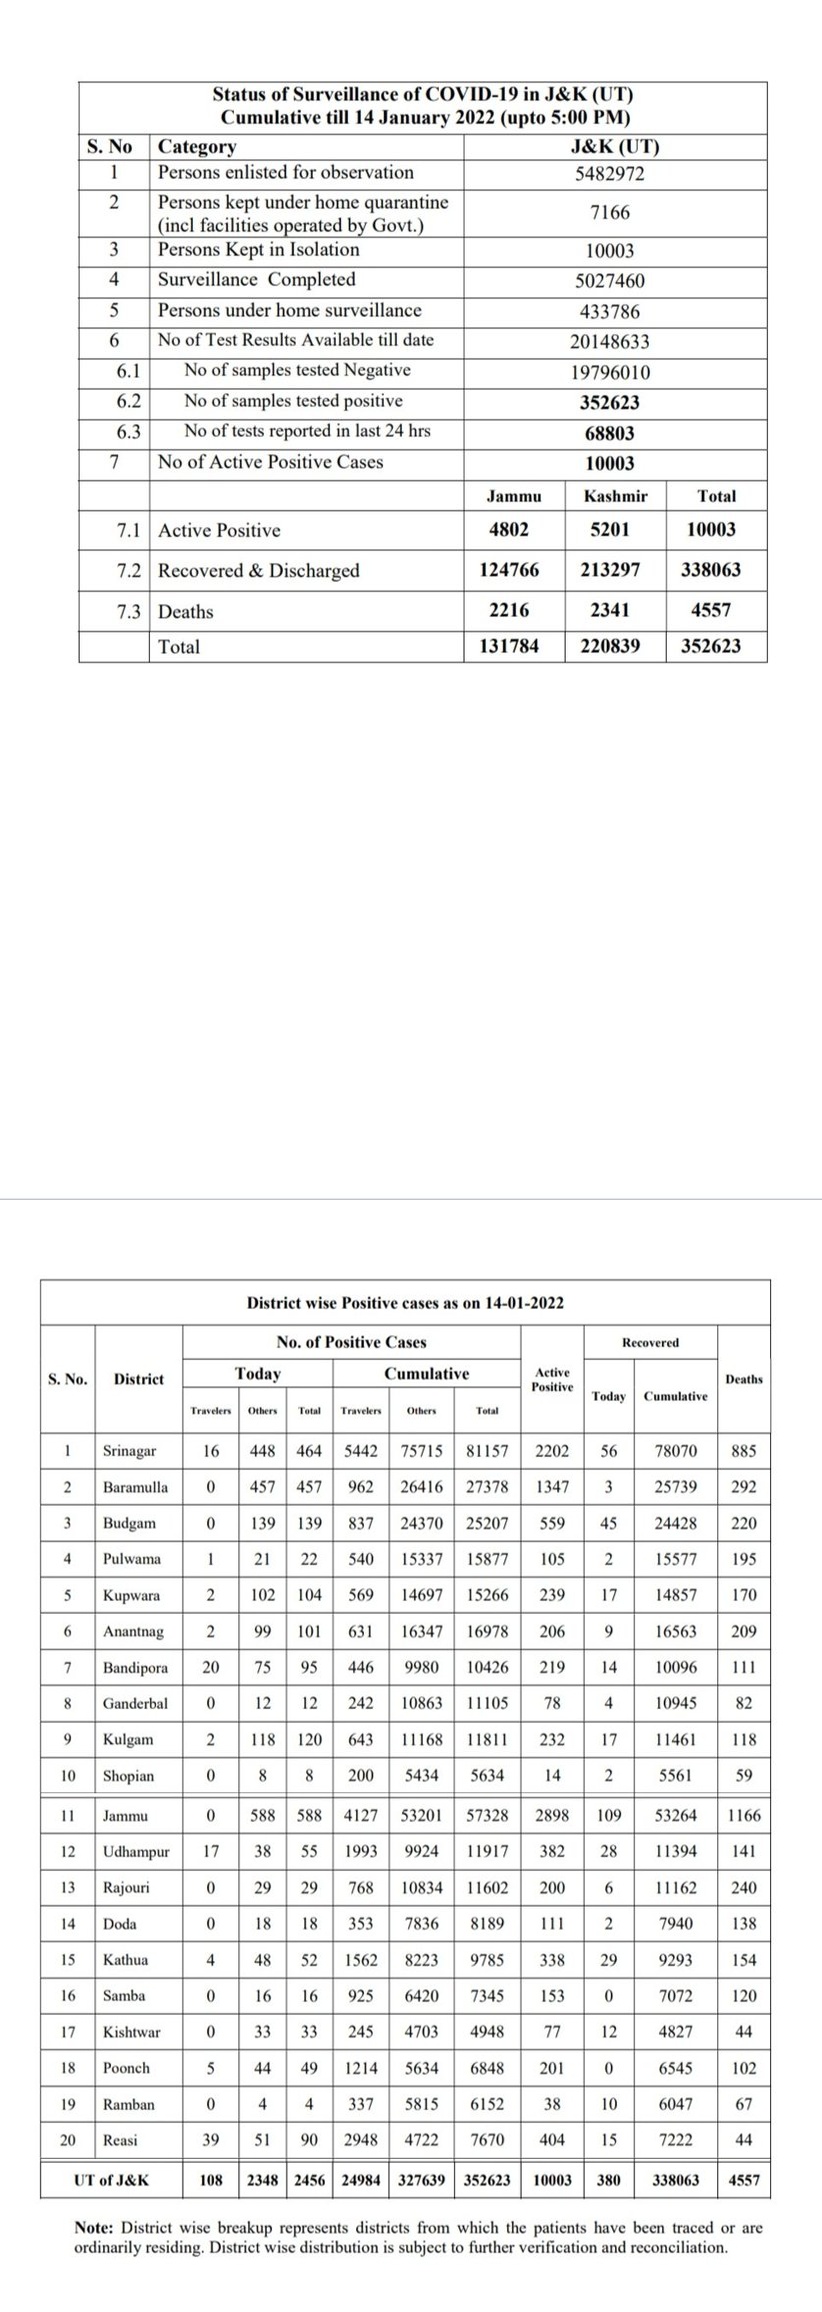 Status of Surveillance of COVID-19 in J&K (UT)
Cumulative till 14 January 2022 (upto 5:00 PM)
S. No Category J&K (UT)
1 Persons enlisted for observation 5482972
2 Persons kept under home quarantine
(incl facilities operated by Govt.) 7166
3 Persons Kept in Isolation 10003
4 Surveillance Completed 5027460
5 Persons under home surveillance 433786
6 No of Test Results Available till date 20148633
6.1 No of samples tested Negative 19796010
6.2 No of samples tested positive 352623
6.3 No of tests reported in last 24 hrs 68803
7 No of Active Positive Cases 10003
Jammu Kashmir Total
7.1 Active Positive 4802 5201 10003
7.2 Recovered & Discharged 124766 213297 338063
7.3 Deaths 2216 2341 4557
Total 131784 220839 352623
District wise Positive cases as on 14-01-2022
No. of Positive Cases Recovered
S. No. District Today Cumulative Active Positive Deaths
Today Cumulative
Travelers Others Total Travelers Others Total
1 Srinagar 16 448 464 5442 75715 81157 2202 56 78070 885
2 Baramulla 0 457 457 962 26416 27378 1347 3 25739 292
3 Budgam 0 139 139 837 24370 25207 559 45 24428 220
4 Pulwama 1 21 22 540 15337 15877 105 2 15577 195
5 Kupwara 2 102 104 569 14697 15266 239 17 14857 170
6 Anantnag 2 99 101 631 16347 16978 206 9 16563 209
7 Bandipora 20 75 95 446 9980 10426 219 14 10096 111
8 Ganderbal 0 12 12 242 10863 11105 78 4 10945 82
9 Kulgam 2 118 120 643 11168 11811 232 17 11461 118
10 Shopian 0 8 8 200 5434 5634 14 2 5561 59
11 Jammu 0 588 588 4127 53201 57328 2898 109 53264 1166
12 Udhampur 17 38 55 1993 9924 11917 382 28 11394 141
13 Rajouri 0 29 29 768 10834 11602 200 6 11162 240
14 Doda 0 18 18 353 7836 8189 111 2 7940 138
15 Kathua 4 48 52 1562 8223 9785 338 29 9293 154
16 Samba 0 16 16 925 6420 7345 153 0 7072 120
17 Kishtwar 0 33 33 245 4703 4948 77 12 4827 44
18 Poonch 5 44 49 1214 5634 6848 201 0 6545 102
19 Ramban 0 4 4 337 5815 6152 38 10 6047 67
20 Reasi 39 51 90 2948 4722 7670 404 15 7222 44
UT of J&K 108 2348 2456 24984 327639 352623 10003 380 338063 4557
Note: District wise breakup represents districts from which the patients have been traced or are
ordinarily residing. District wise distribution is subject to further verification and reconciliation.